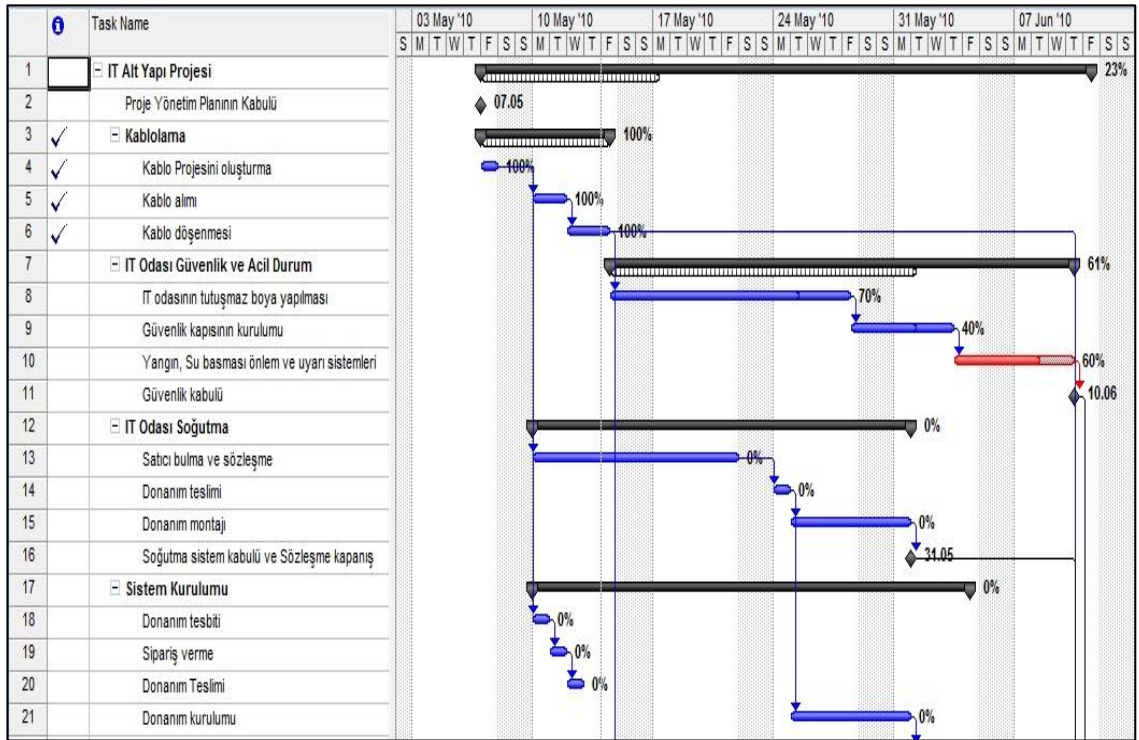 Task Name
03 May '10 10 May '10 17 May '10 24 May '10 31 May '10 07 Jun '10
S M T W T F S S M T W T F S S M T W T F S S M T W T F S S M T W T F S S M T W T F S S
1 IT Alt Yapı Projesi 23%
2 Proje Yönetim Planının Kabulü 07.05
3 Kablolama 100%
4 Kablo Projesini oluşturma 100%
5 Kablo alımı 100%
6 Kablo döşenmesi 100%
7 IT Odası Güvenlik ve Acil Durum 61%
8 IT odasının tutuşmaz boya yapılması 70%
9 Güvenlik kapısının kurulumu 40%
10 Yangın, Su basması önlem ve uyarı sistemleri 60%
11 Güvenlik kabulü 10.06
12 IT Odası Soğutma 0%
13 Satıcı bulma ve sözleşme 0%
14 Donanım teslimi 0%
15 Donanım montajı 0%
16 Soğutma sistem kabulü ve Sözleşme kapanış 31.05
17 Sistem Kurulumu 0%
18 Donanım tesbiti 0%
19 Sipariş verme 0%
20 Donanım Teslimi 0%
21 Donanım kurulumu 0%